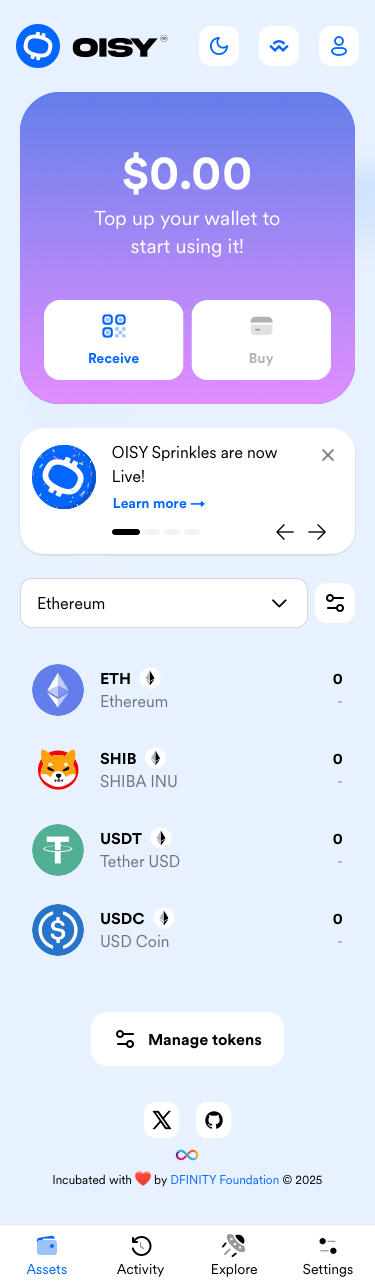 OISY
$0.00
Top up your wallet to
start using it!
Receive
Buy
OISY Sprinkles are now
Live!
Learn more →
Ethereum
ETH
0
Ethereum
-
SHIB
0
SHIBA INU
-
USDT
0
Tether USD
-
USDC
0
USD Coin
-
Manage tokens
Incubated with ❤️ by DFINITY Foundation © 2025
Assets
Activity
Explore
Settings